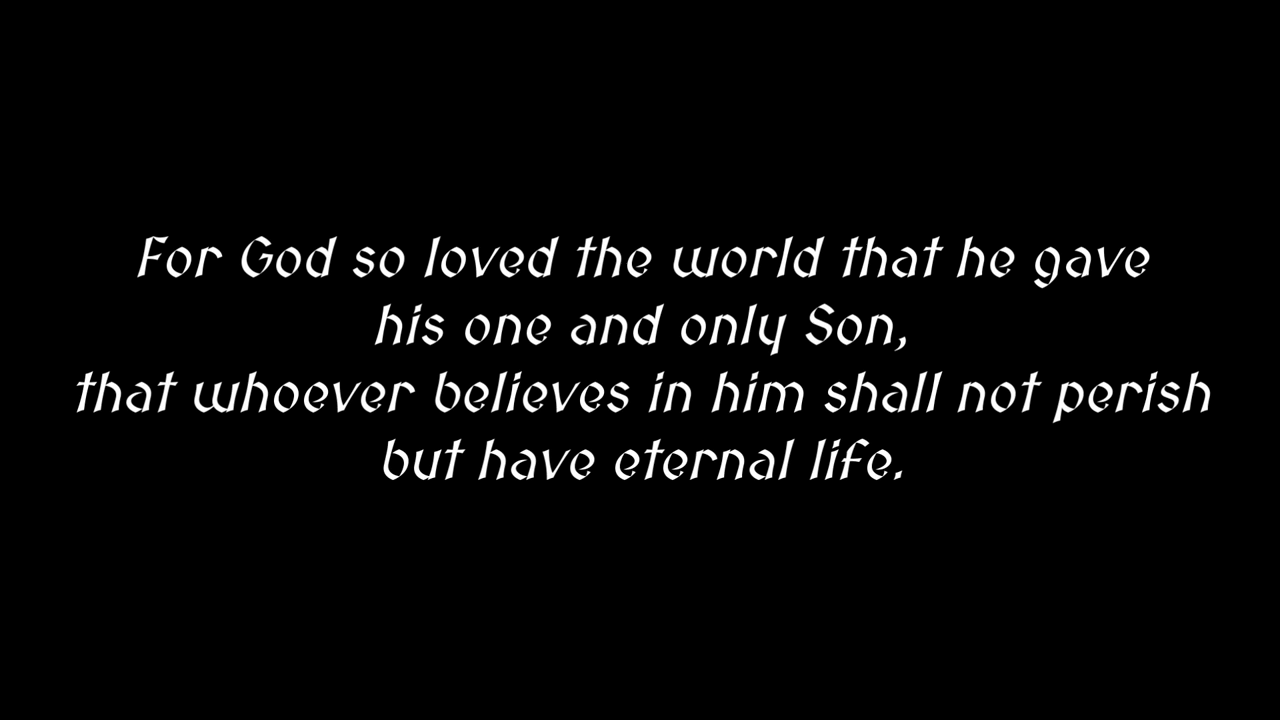 For God so loved the world that he gave
his one and only Son,
that whoever believes in him shall not perish
but have eternal life.